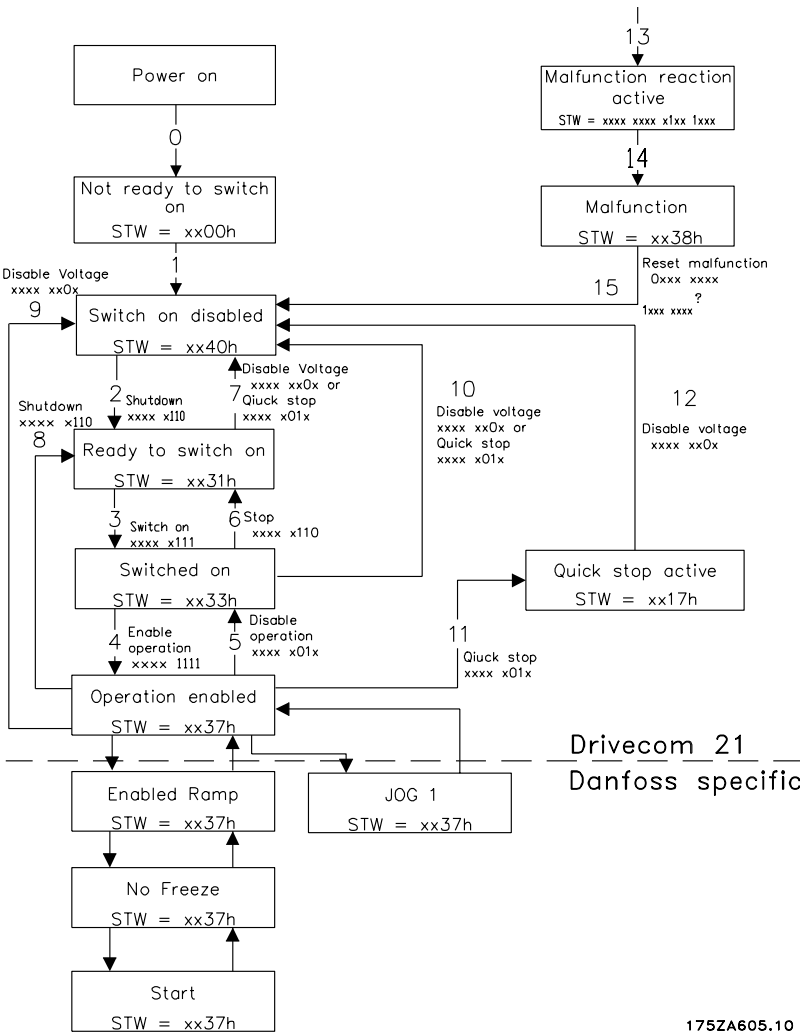 Power on
0
Not ready to switch
on
STW = xx00h
1
13
Malfunction reaction
active
STW = xxxx xxxx x1xx 1xxx
14
Malfunction
STW = xx38h
Reset malfunction
0xxx xxxx
?
1xxx xxxx
15
Disable Voltage
xxxx xx0x
9
Switch on disabled
STW = xx40h
2
Shutdown
xxxx x110
7
Disable Voltage
xxxx xx0x or
Qiuck stop
xxxx x01x
10
Disable voltage
xxxx xx0x or
Quick stop
xxxx x01x
12
Disable voltage
xxxx xx0x
Shutdown
xxxx x110
8
Ready to switch on
STW = xx31h
3
Switch on
xxxx x111
6
Stop
xxxx x110
Switched on
STW = xx33h
Quick stop active
STW = xx17h
4
Enable
operation
xxxx 1111
5
Disable
operation
xxxx x01x
11
Qiuck stop
xxxx x01x
Operation enabled
STW = xx37h
Drivecom 21
Danfoss specific
Enabled Ramp
STW = xx37h
JOG 1
STW = xx37h
No Freeze
STW = xx37h
Start
STW = xx37h
175ZA605.10